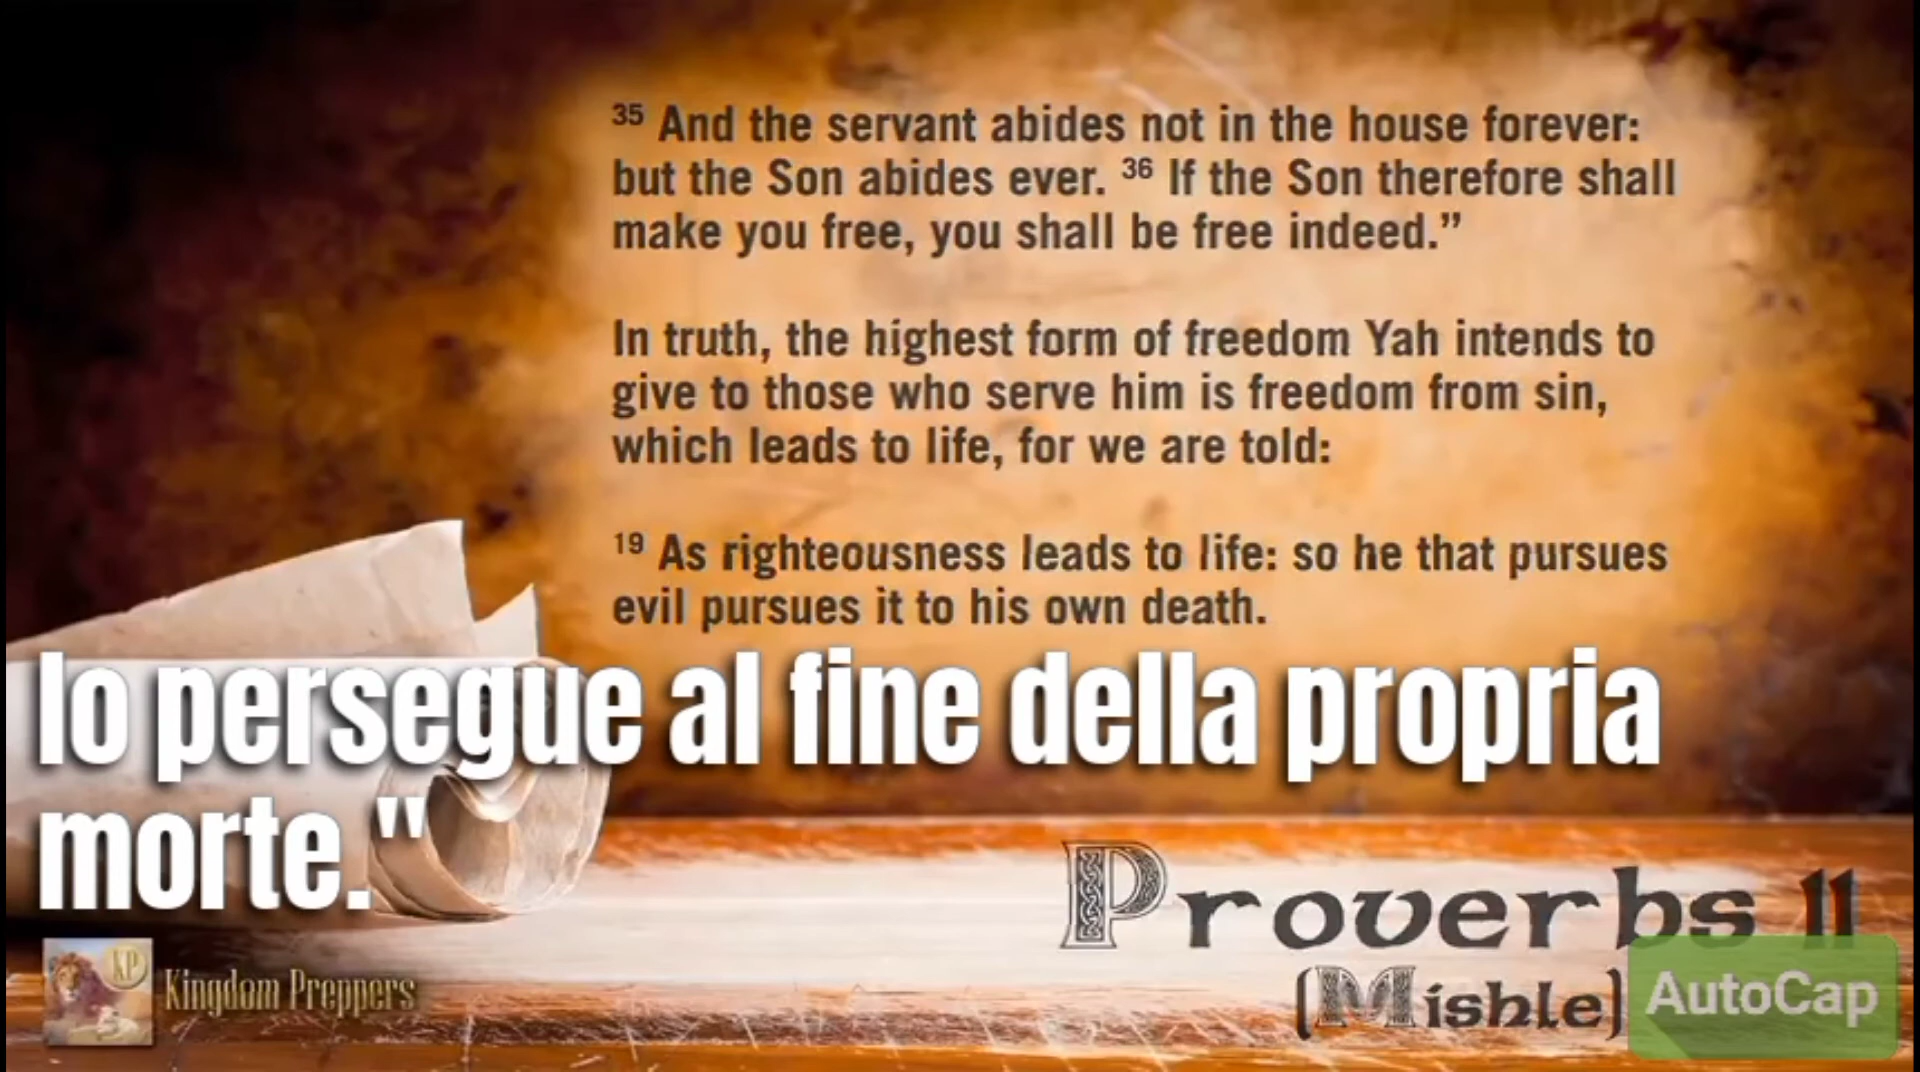 35 And the servant abides not in the house forever:
but the Son abides ever. 36 If the Son therefore shall
make you free, you shall be free indeed.”
In truth, the highest form of freedom Yah intends to
give to those who serve him is freedom from sin,
which leads to life, for we are told:
19 As righteousness leads to life: so he that pursues
evil pursues it to his own death.
lo persegue al fine della propria
morte."
Proverbs 11
(Mishle)
KP
Kingdom Preppers
AutoCap